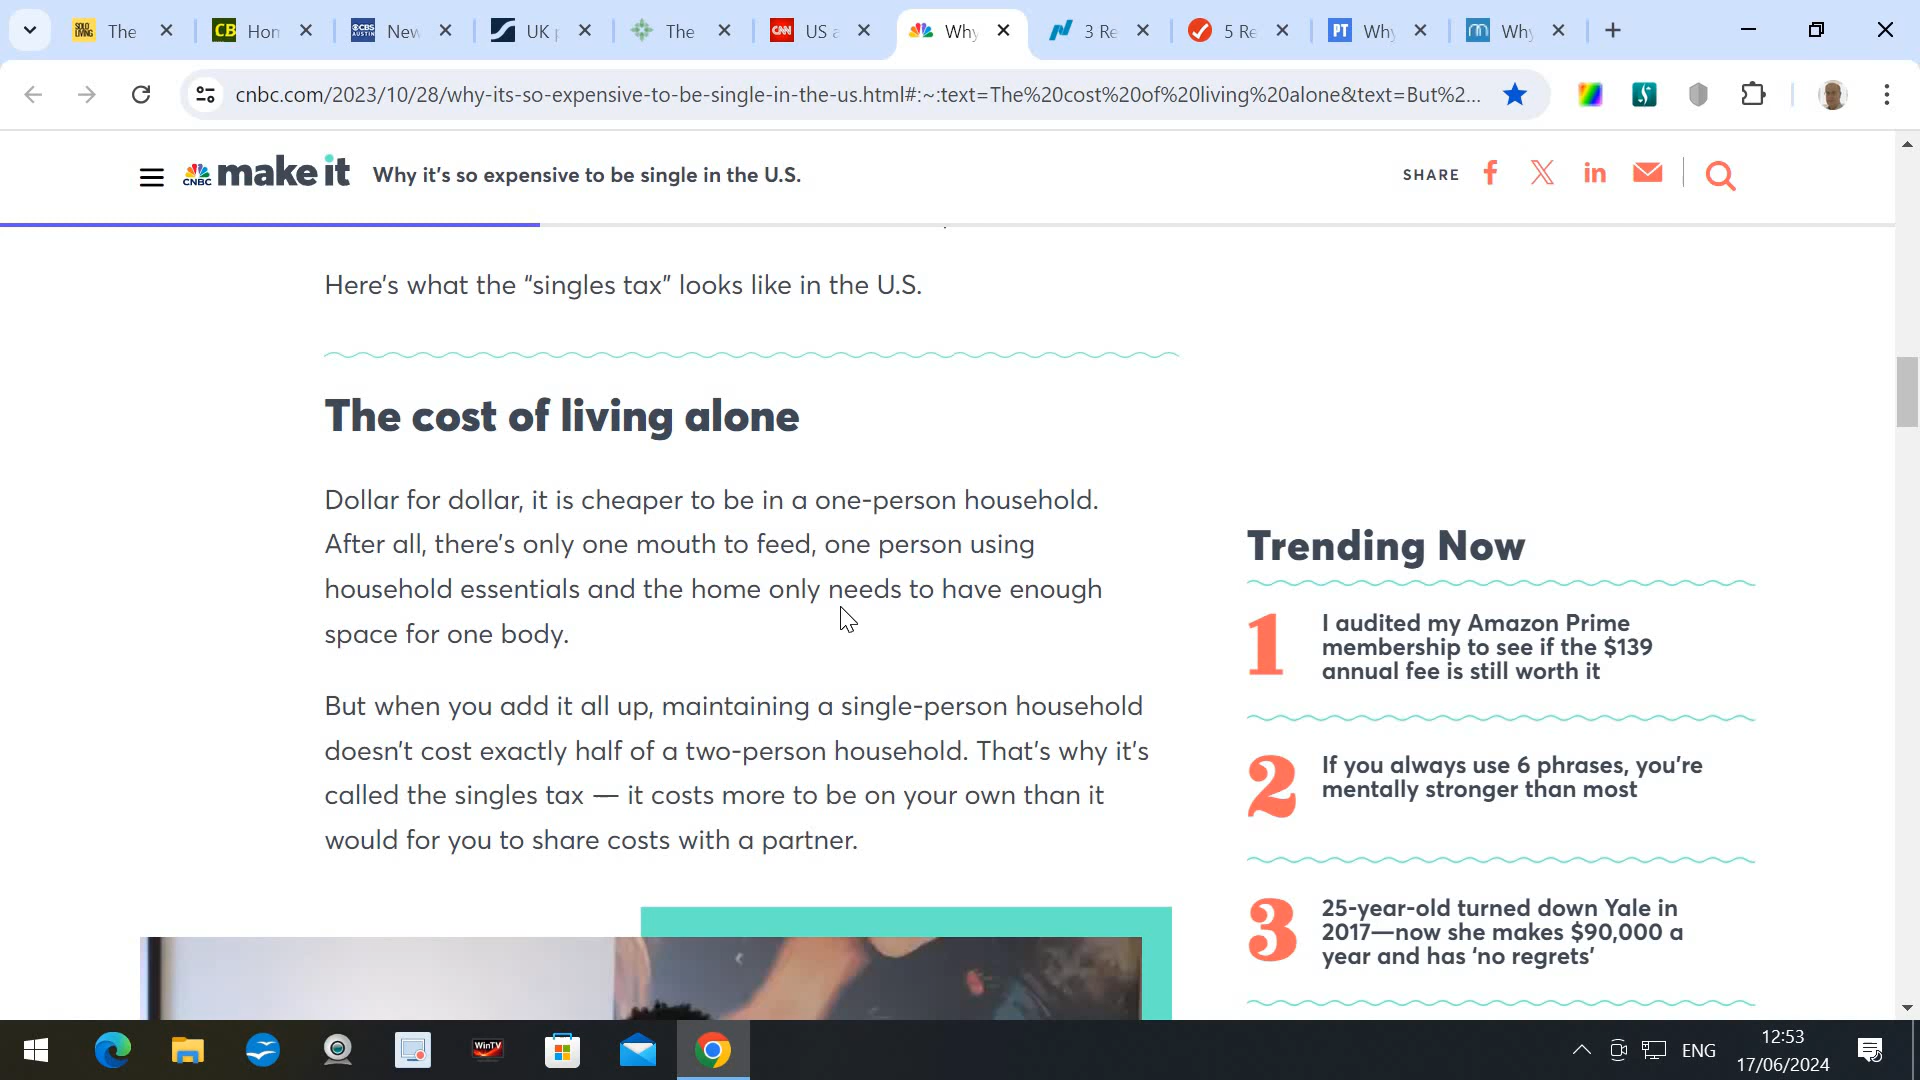 The
Hon
New
UK
The
US
Why
3 Re
5 Re
PT
Why
Why
cnbc.com/2023/10/28/why-its-so-expensive-to-be-single-in-the-us.html#:~:text=The%20cost%20of%20living%20alone&text=But%2...
CNBC make it
Why it's so expensive to be single in the U.S.
SHARE
Here's what the “singles tax” looks like in the U.S.
The cost of living alone
Dollar for dollar, it is cheaper to be in a one-person household.
After all, there's only one mouth to feed, one person using
household essentials and the home only needs to have enough
space for one body.
But when you add it all up, maintaining a single-person household
doesn't cost exactly half of a two-person household. That's why it's
called the singles tax — it costs more to be on your own than it
would for you to share costs with a partner.
Trending Now
1
I audited my Amazon Prime
membership to see if the $139
annual fee is still worth it
2
If you always use 6 phrases, you're
mentally stronger than most
3
25-year-old turned down Yale in
2017—now she makes $90,000 a
year and has ‘no regrets’
WinTV
ENG
12:53
17/06/2024